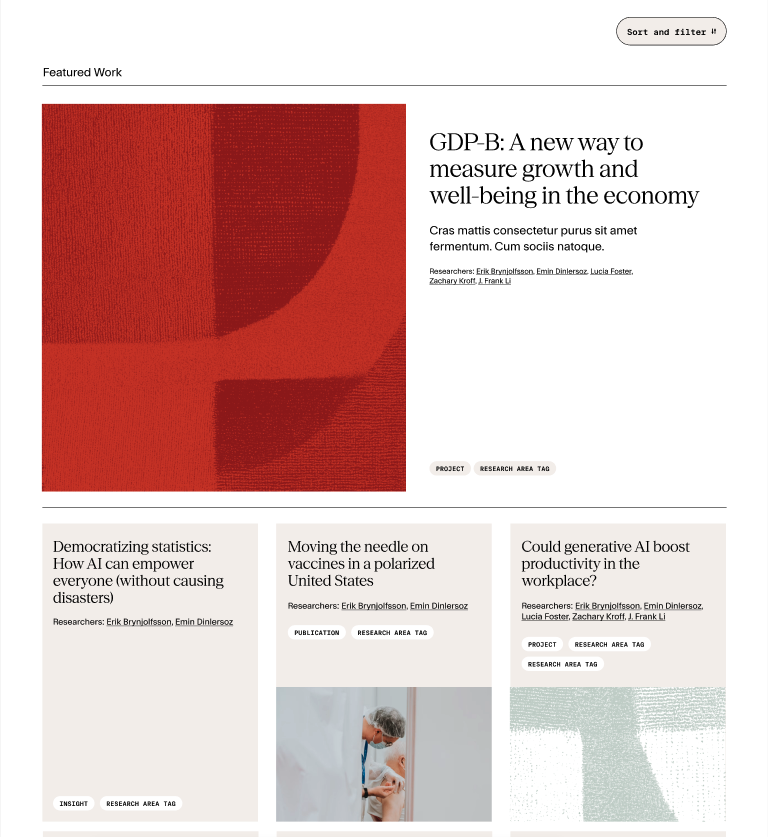 Sort and filter
Featured Work
GDP-B: A new way to
measure growth and
well-being in the economy
Cras mattis consectetur purus sit amet
fermentum. Cum sociis natoque.
Researchers: Erik Brynjolfsson, Emin Dinlersoz, Lucia Foster,
Zachary Kroff, J. Frank Li
PROJECT RESEARCH AREA TAG
Democratizing statistics:
How AI can empower
everyone (without causing
disasters)
Researchers: Erik Brynjolfsson, Emin Dinlersoz
INSIGHT RESEARCH AREA TAG
Moving the needle on
vaccines in a polarized
United States
Researchers: Erik Brynjolfsson, Emin Dinlersoz
PUBLICATION RESEARCH AREA TAG
Could generative AI boost
productivity in the
workplace?
Researchers: Erik Brynjolfsson, Emin Dinlersoz,
Lucia Foster, Zachary Kroff, J. Frank Li
PROJECT RESEARCH AREA TAG
RESEARCH AREA TAG